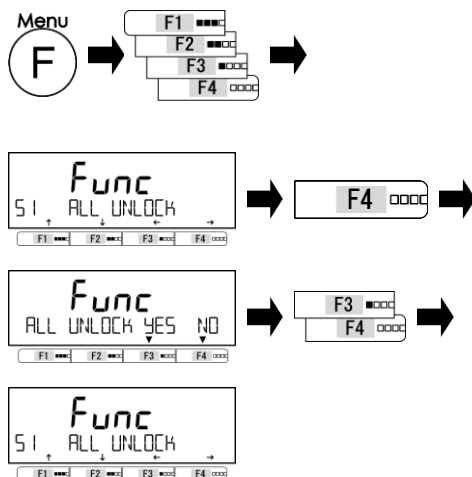 Menu
F
F1
F2
F3
F4
Func
51 ALL UNLOCK
↑ ↓ ← →
F1 F2 F3 F4
F4
Func
ALL UNLOCK YES NO
▼ ▼
F1 F2 F3 F4
F3
F4
Func
51 ALL UNLOCK
↑ ↓ ← →
F1 F2 F3 F4